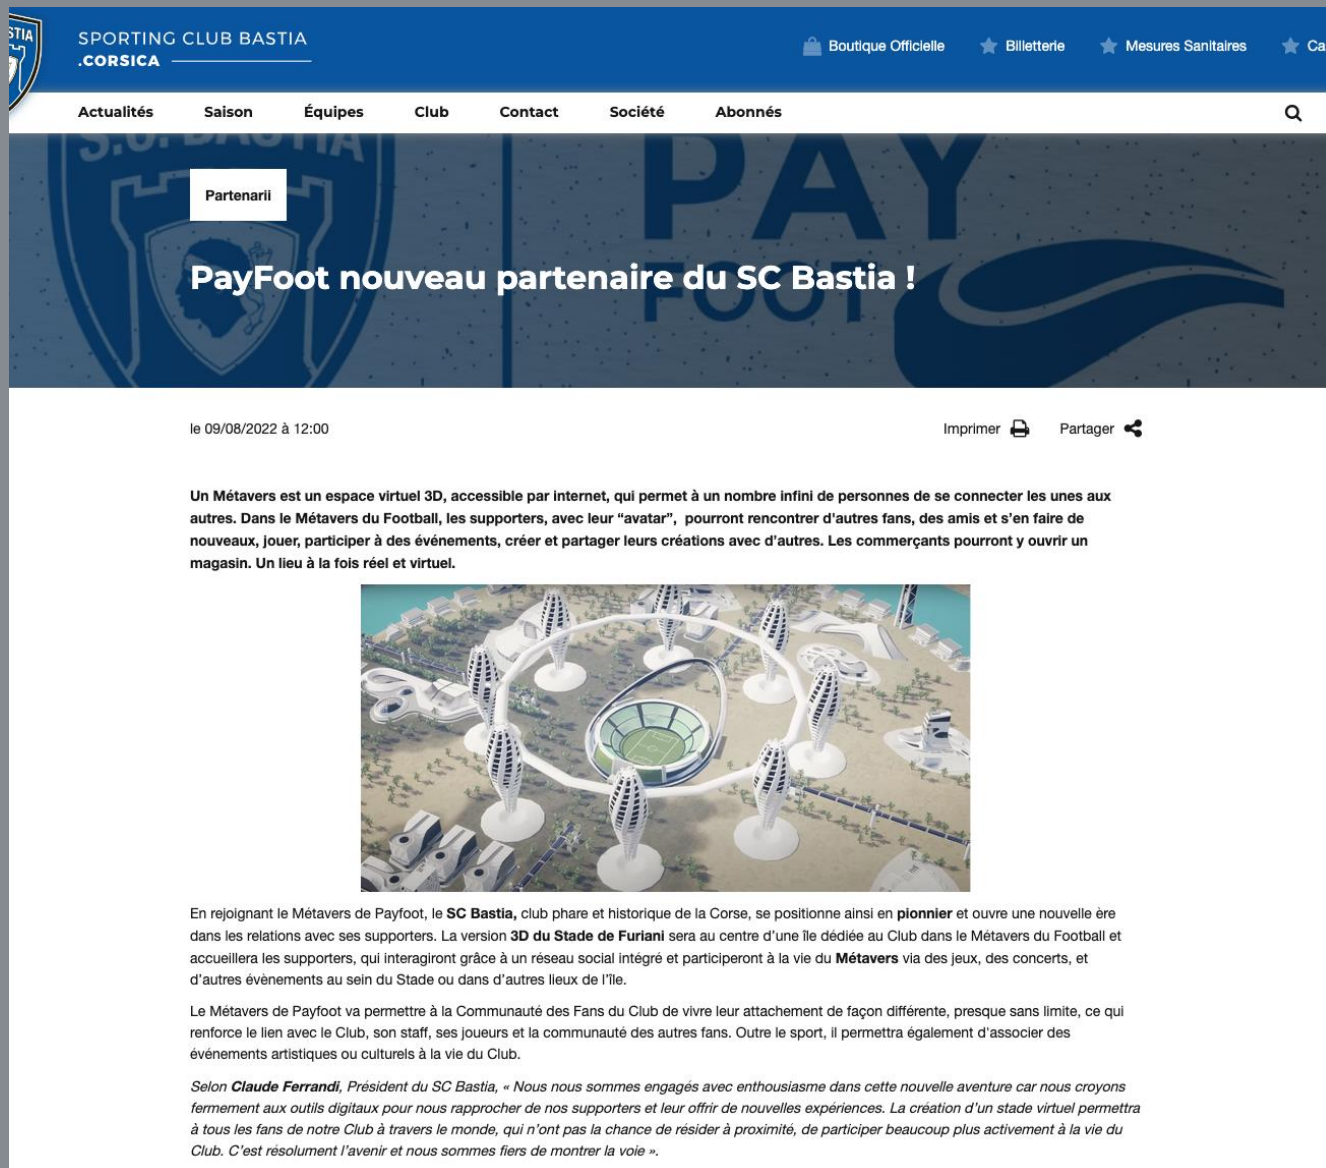 STIA
SPORTING CLUB BASTIA
.CORSICA
Boutique Officielle
Billetterie
Mesures Sanitaires
Ca
Actualités
Saison
Équipes
Club
Contact
Société
Abonnés
S.C. BASTIA
PAY
FOOT
Partenarii
PayFoot nouveau partenaire du SC Bastia !
le 09/08/2022 à 12:00
Imprimer
Partager
Un Métavers est un espace virtuel 3D, accessible par internet, qui permet à un nombre infini de personnes de se connecter les unes aux
autres. Dans le Métavers du Football, les supporters, avec leur “avatar”, pourront rencontrer d'autres fans, des amis et s’en faire de
nouveaux, jouer, participer à des événements, créer et partager leurs créations avec d’autres. Les commerçants pourront y ouvrir un
magasin. Un lieu à la fois réel et virtuel.
En rejoignant le Métavers de Payfoot, le SC Bastia, club phare et historique de la Corse, se positionne ainsi en pionnier et ouvre une nouvelle ère
dans les relations avec ses supporters. La version 3D du Stade de Furiani sera au centre d’une île dédiée au Club dans le Métavers du Football et
accueillera les supporters, qui interagiront grâce à un réseau social intégré et participeront à la vie du Métavers via des jeux, des concerts, et
d’autres évènements au sein du Stade ou dans d’autres lieux de l’île.
Le Métavers de Payfoot va permettre à la Communauté des Fans du Club de vivre leur attachement de façon différente, presque sans limite, ce qui
renforce le lien avec le Club, son staff, ses joueurs et la communauté des autres fans. Outre le sport, il permettra également d'associer des
événements artistiques ou culturels à la vie du Club.
Selon Claude Ferrandi, Président du SC Bastia, « Nous nous sommes engagés avec enthousiasme dans cette nouvelle aventure car nous croyons
fermement aux outils digitaux pour nous rapprocher de nos supporters et leur offrir de nouvelles expériences. La création d’un stade virtuel permettra
à tous les fans de notre Club à travers le monde, qui n’ont pas la chance de résider à proximité, de participer beaucoup plus activement à la vie du
Club. C’est résolument l’avenir et nous sommes fiers de montrer la voie ».